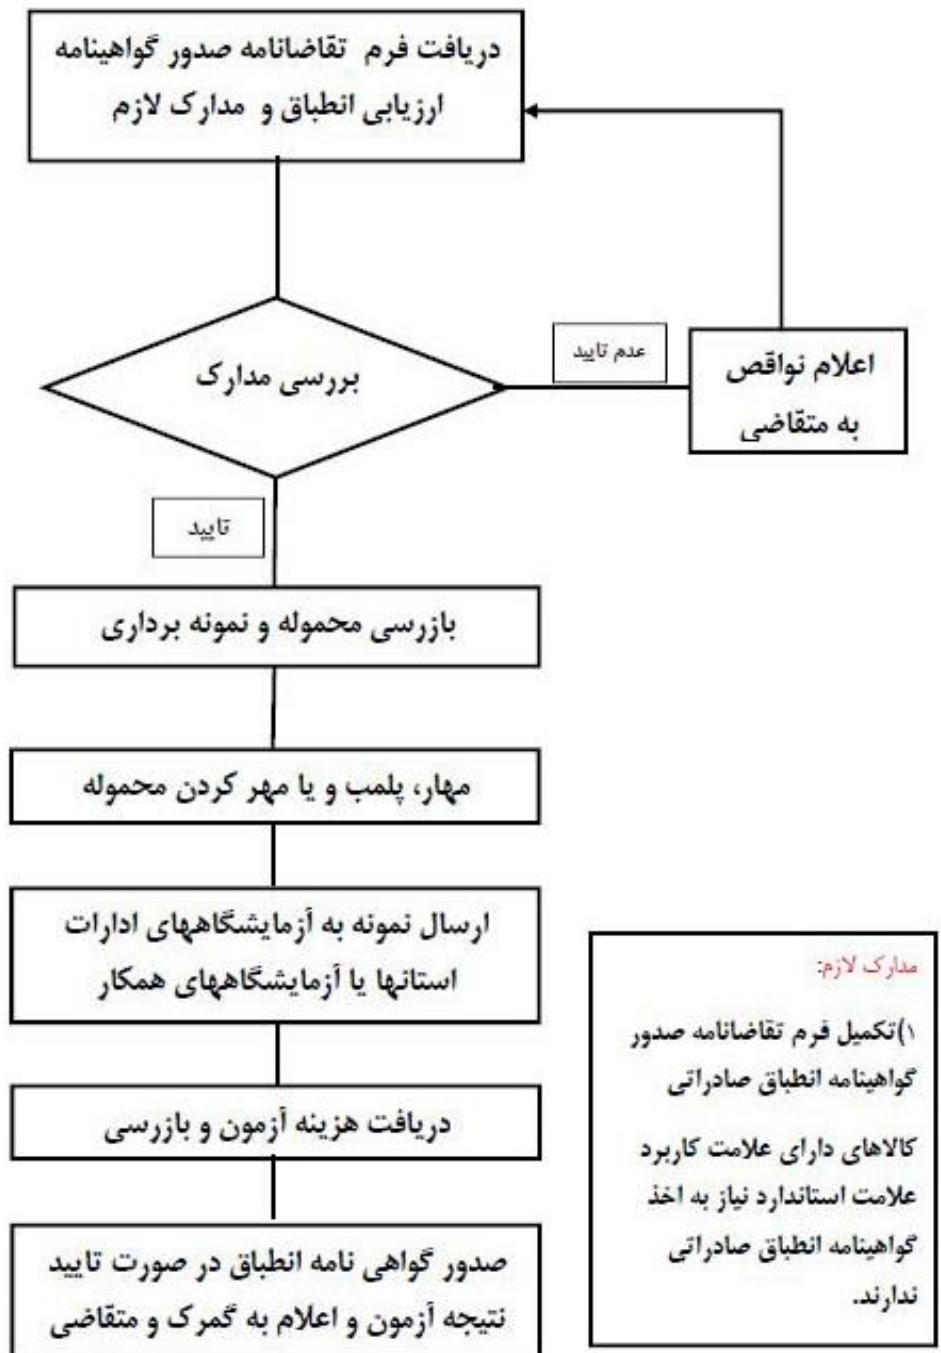 دریافت فرم تقاضانامه صدور گواهینامه
ارزیابی انطباق و مدارک لازم
بررسی مدارک
عدم تایید
اعلام نواقص
به متقاضی
تایید
بازرسی محموله و نمونه برداری
مهار، پلمب و یا مهر کردن محموله
ارسال نمونه به آزمایشگاههای ادارات
استانها یا آزمایشگاههای همکار
دریافت هزینه آزمون و بازرسی
صدور گواهی نامه انطباق در صورت تایید
نتیجه آزمون و اعلام به گمرک و متقاضی
مدارک لازم:
۱)تکمیل فرم تقاضانامه صدور
گواهینامه انطباق صادراتی
کالاهای دارای علامت کاربرد
علامت استاندارد نیاز به اخذ
گواهینامه انطباق صادراتی
ندارند.